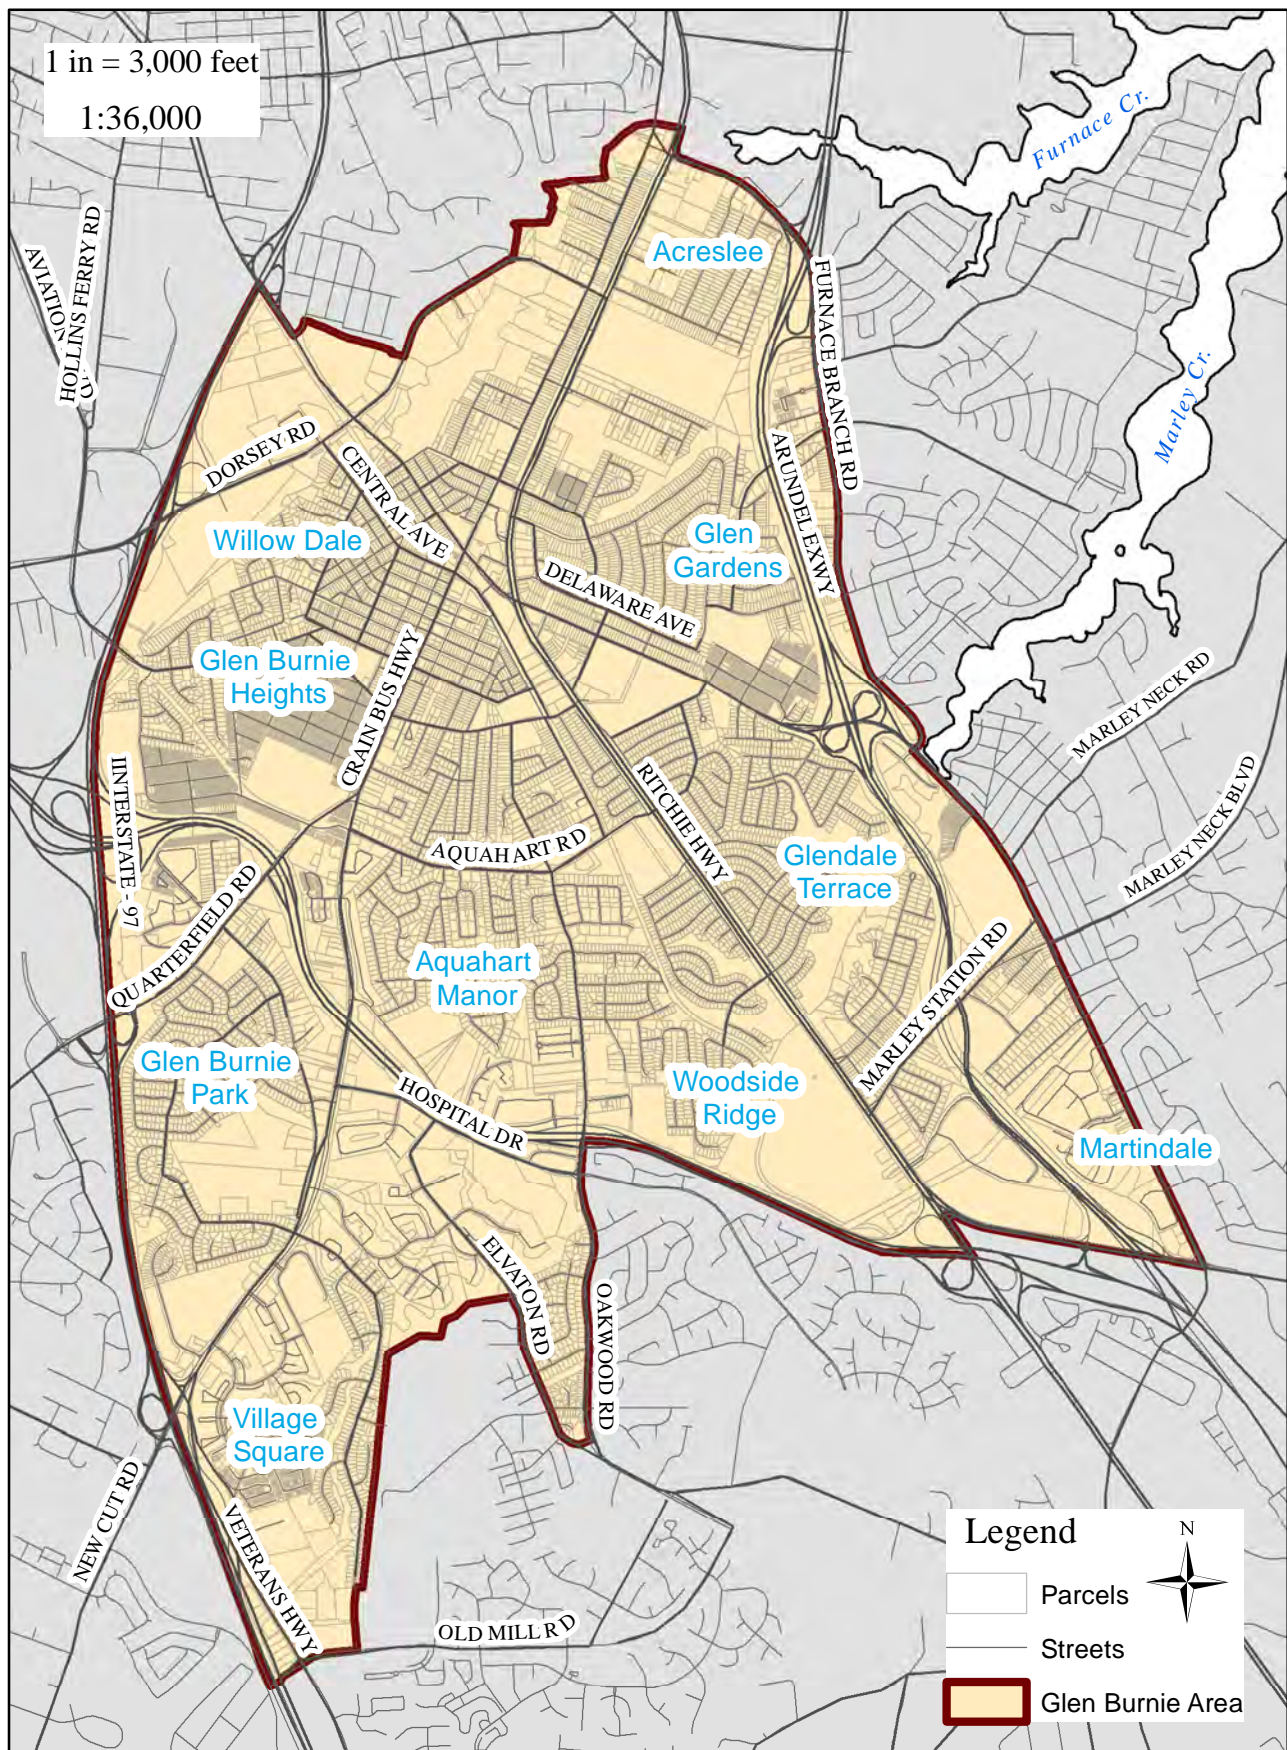 1 in = 3,000 feet
1:36,000
Furnace Cr.
Marley Cr.
Acreslee
AVIATION
HOLLINS FERRY RD
FURNACE BRANCH RD
DORSEY RD
CENTRAL AVE
ARUNDEL EXWY
Willow Dale
Glen
Gardens
DELAWARE AVE
Glen Burnie
Heights
CRAIN BUS HWY
MARLEY NECK RD
MARLEY NECK BLVD
IINTERSTATE - 97
RITCHIE HWY
AQUAHART RD
Glendale
Terrace
QUARTERFIELD RD
Aquahart
Manor
MARLEY STATION RD
Glen Burnie
Park
HOSPITAL DR
Woodside
Ridge
Martindale
ELVATON RD
OAKWOOD RD
Village
Square
NEW CUT RD
VETERANS HWY
OLD MILL RD
Legend
N
Parcels
Streets
Glen Burnie Area